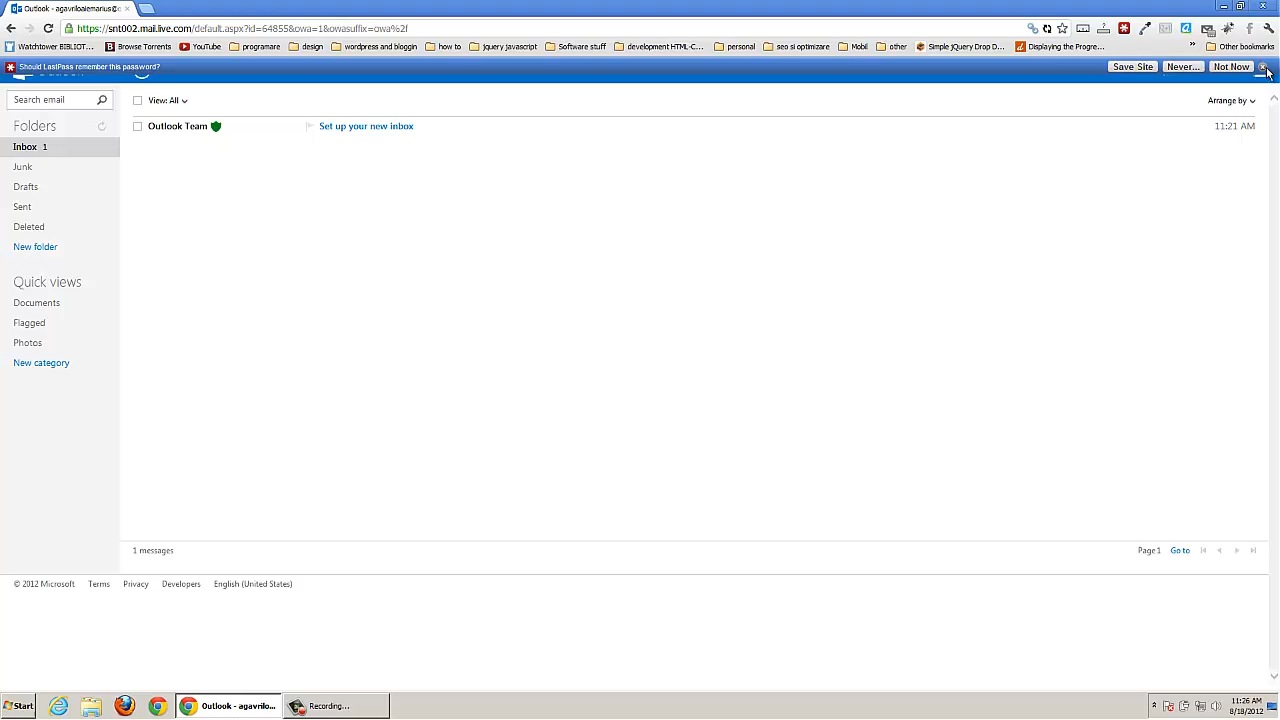 Outlook - agavriloaiemarius@c
https://snt002.mail.live.com/default.aspx?id=64855&owa=1&owasuffix=owa%2f
Watchtower BIBLIOT... Browse Torrents YouTube programare design wordpress and bloggin how to jquery javascript Software stuff development HTML-C... personal seo si optimizare Mobil other Simple jQuery Drop D... Displaying the Progre... » Other bookmarks
Should LastPass remember this password? Save Site Never... Not Now
Search email View: All Arrange by
Folders
Outlook Team Set up your new inbox 11:21 AM
Inbox 1
Junk
Drafts
Sent
Deleted
New folder
Quick views
Documents
Flagged
Photos
New category
1 messages Page 1 Go to
© 2012 Microsoft Terms Privacy Developers English (United States)
Start Outlook - agavrilo... Recording... 11:26 AM
8/18/2012